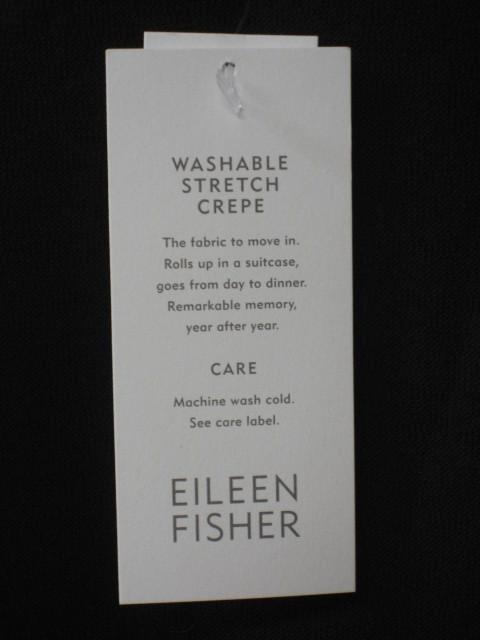 WASHABLE
STRETCH
CREPE
The fabric to move in.
Rolls up in a suitcase,
goes from day to dinner.
Remarkable memory,
year after year.
CARE
Machine wash cold.
See care label.
EILEEN
FISHER